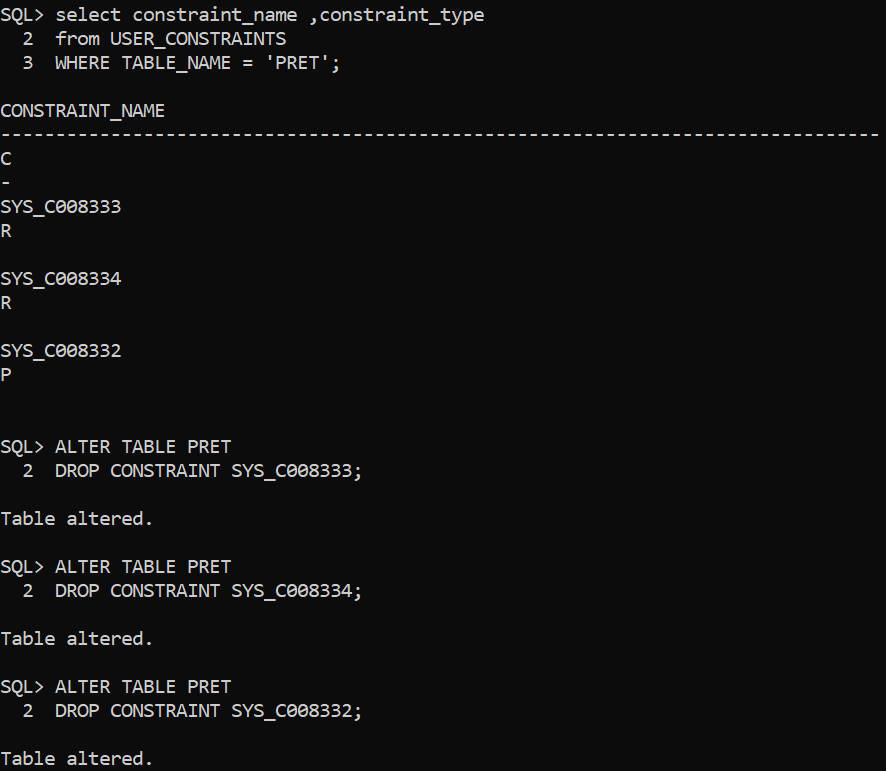 SQL> select constraint_name ,constraint_type
  2  from USER_CONSTRAINTS
  3  WHERE TABLE_NAME = 'PRET';
CONSTRAINT_NAME
--------------------------------------------------------------------------------
C
-
SYS_C008333
R
SYS_C008334
R
SYS_C008332
P
SQL> ALTER TABLE PRET
  2  DROP CONSTRAINT SYS_C008333;
Table altered.
SQL> ALTER TABLE PRET
  2  DROP CONSTRAINT SYS_C008334;
Table altered.
SQL> ALTER TABLE PRET
  2  DROP CONSTRAINT SYS_C008332;
Table altered.